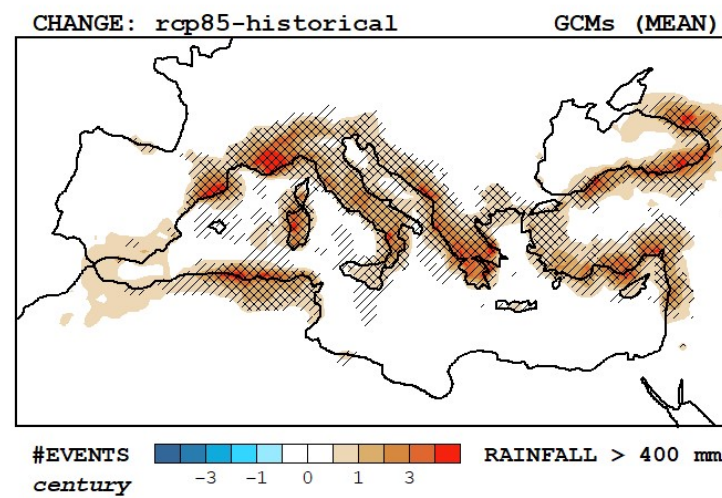 CHANGE: rcp85-historical GCMs (MEAN)
#EVENTS -3 -1 0 1 3 RAINFALL > 400 mm
century